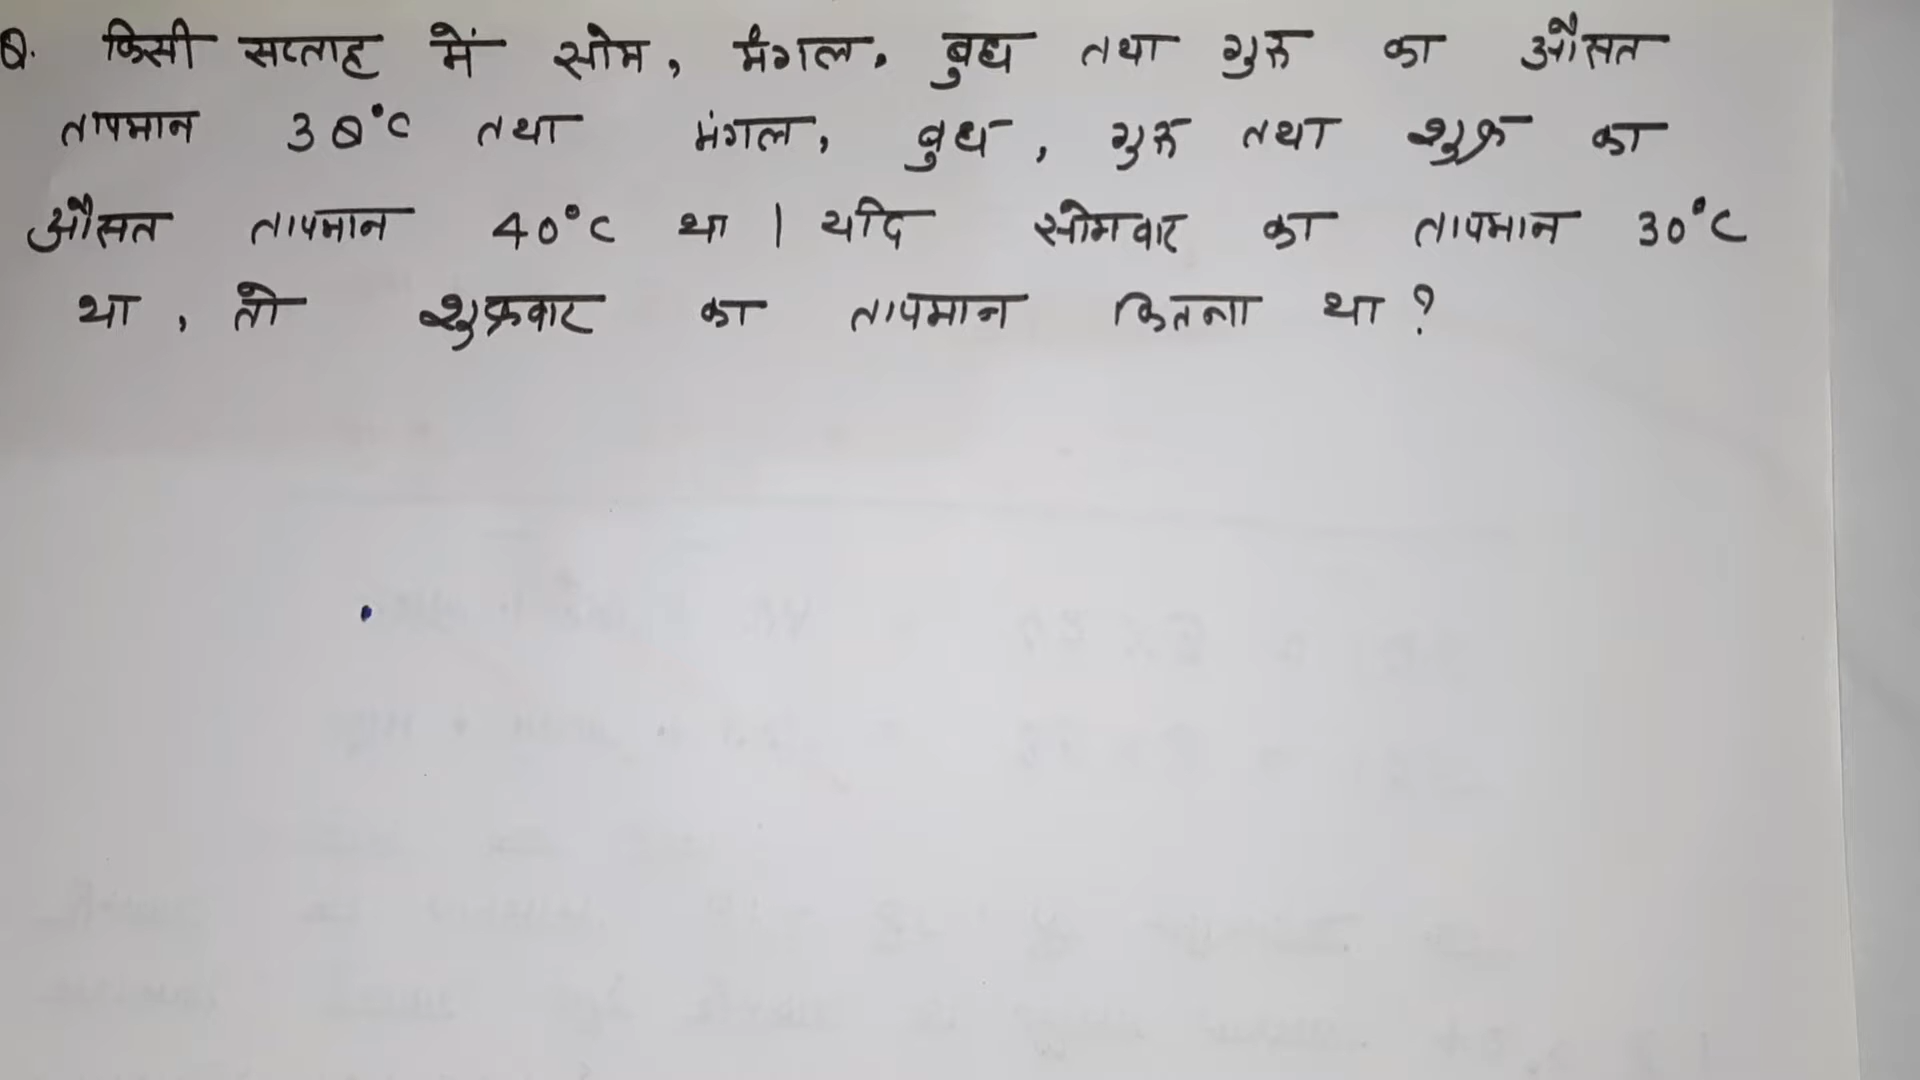 Q. किसी सप्ताह में सोम, मंगल, बुध तथा गुरु का औसत
तापमान 38°C तथा मंगल, बुध, गुरु तथा शुक्र का
औसत तापमान 40°C था । यदि सोमवार का तापमान 30°C
था, तो शुक्रवार का तापमान कितना था ?